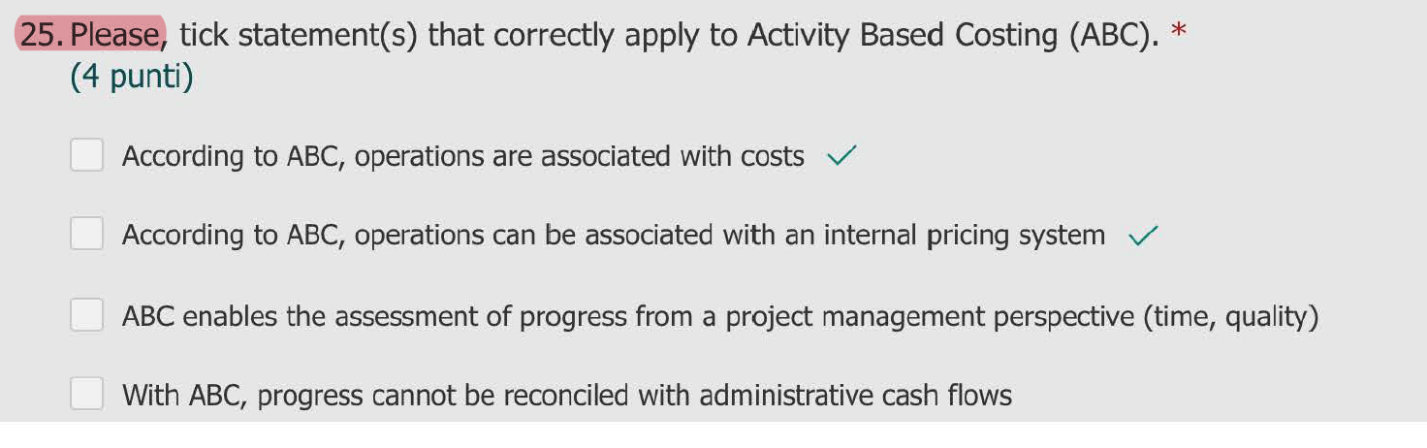 25. Please, tick statement(s) that correctly apply to Activity Based Costing (ABC). *
(4 punti)
According to ABC, operations are associated with costs
According to ABC, operations can be associated with an internal pricing system
ABC enables the assessment of progress from a project management perspective (time, quality)
With ABC, progress cannot be reconciled with administrative cash flows